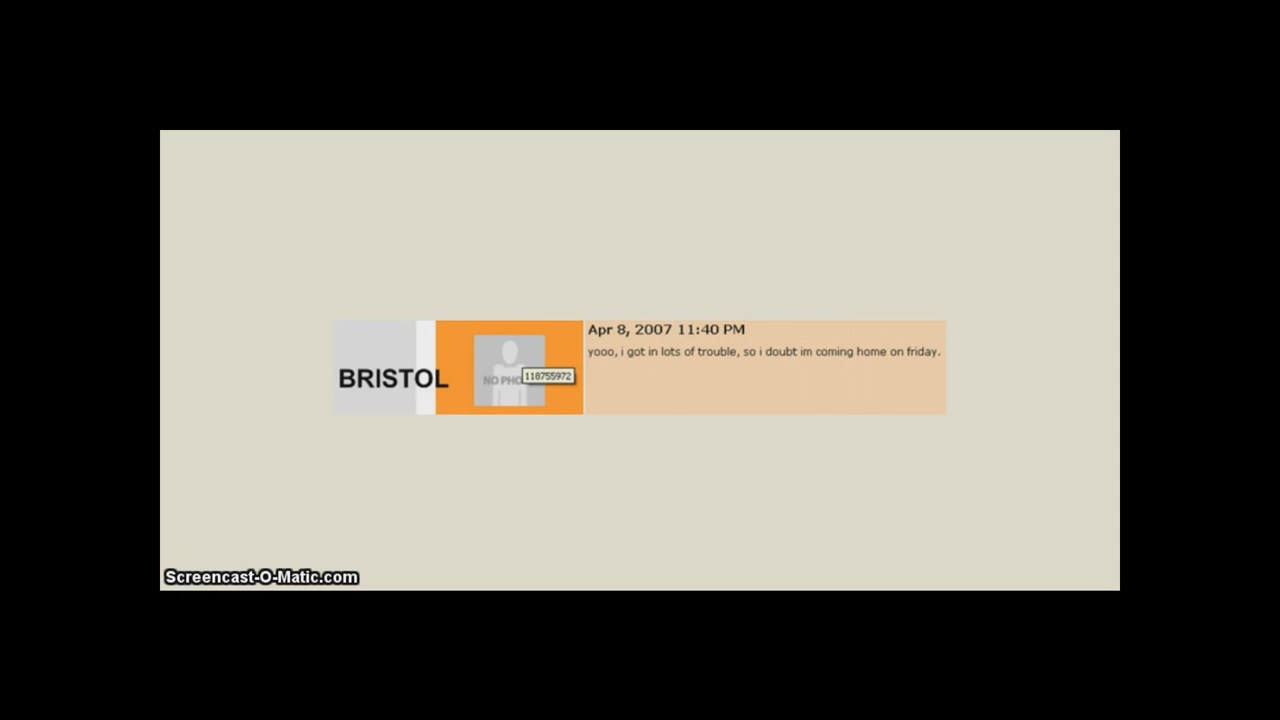 Apr 8, 2007 11:40 PM
yooo, i got in lots of trouble, so i doubt im coming home on friday.
BRISTOL
NO PHO
118755972
Screencast-O-Matic.com